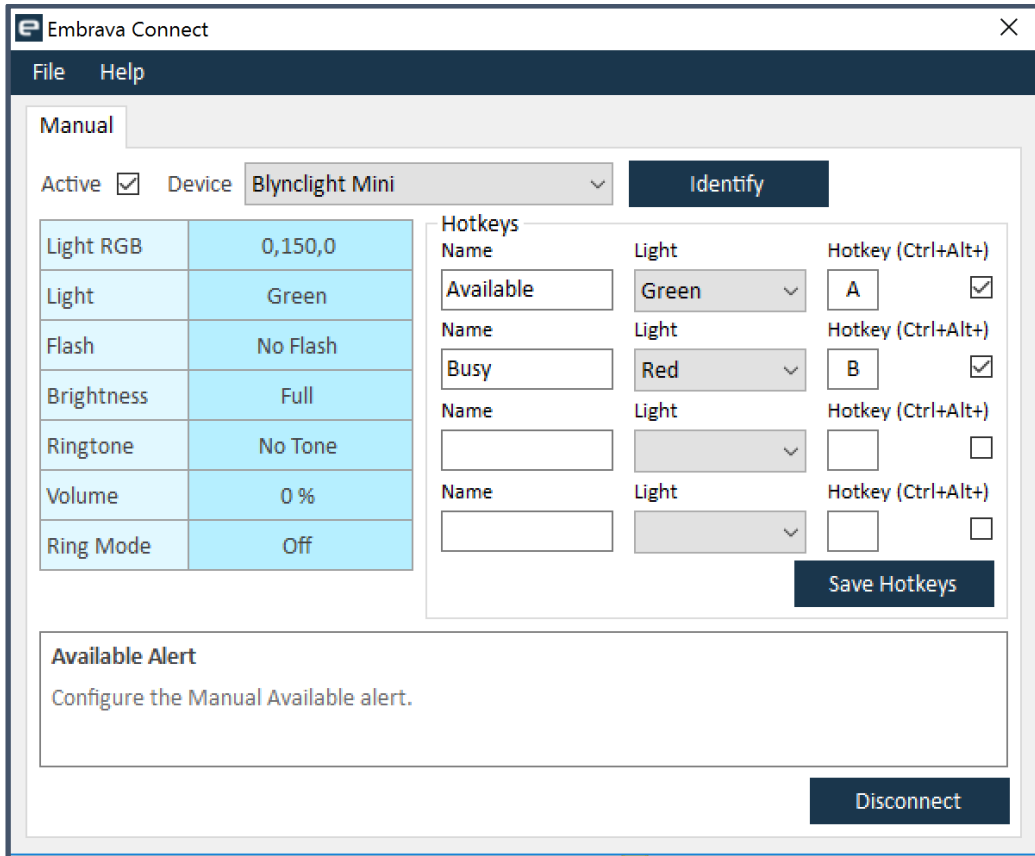 Embrava Connect
File Help
Manual
Active Device Blynclight Mini Identify
Light RGB 0,150,0
Light Green
Flash No Flash
Brightness Full
Ringtone No Tone
Volume 0 %
Ring Mode Off
Hotkeys
Name Light Hotkey (Ctrl+Alt+)
Available Green A
Name Light Hotkey (Ctrl+Alt+)
Busy Red B
Name Light Hotkey (Ctrl+Alt+)
Name Light Hotkey (Ctrl+Alt+)
Save Hotkeys
Available Alert
Configure the Manual Available alert.
Disconnect